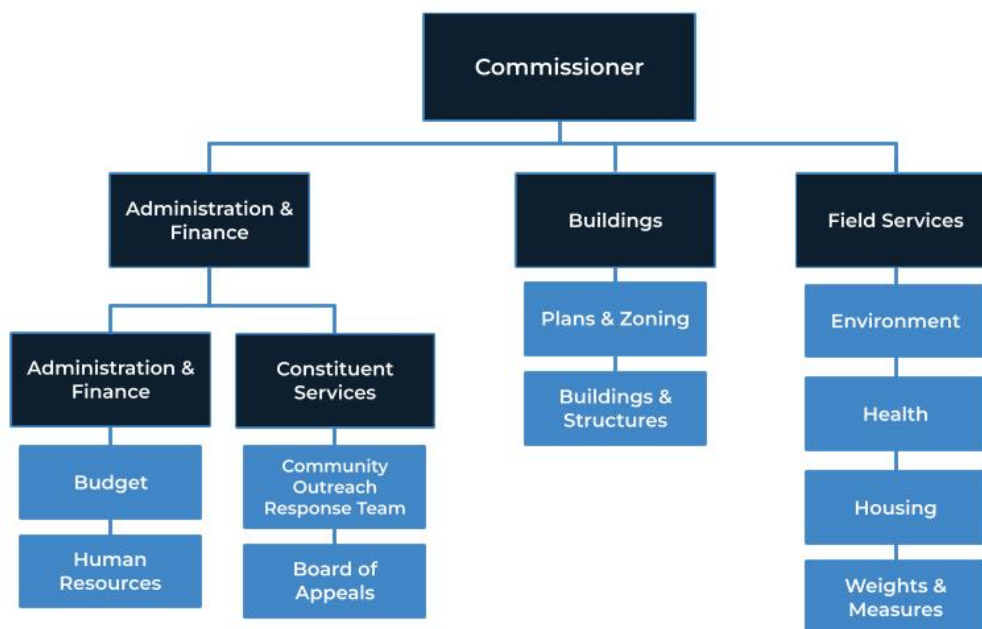 Commissioner
Administration &
Finance
Buildings
Field Services
Administration &
Finance
Constituent
Services
Plans & Zoning
Environment
Buildings &
Structures
Health
Budget
Community
Outreach
Response Team
Housing
Human
Resources
Board of
Appeals
Weights &
Measures